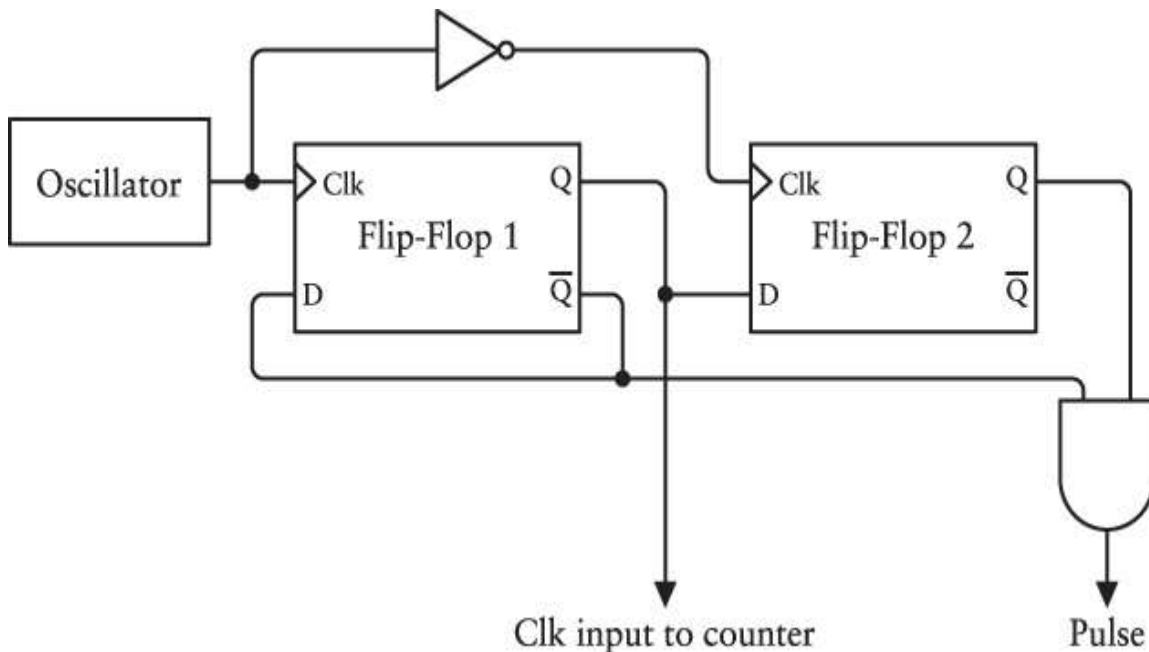 Oscillator
Clk
Q
Flip-Flop 1
D
Q̅
Clk
Q
Flip-Flop 2
D
Q̅
Clk input to counter
Pulse